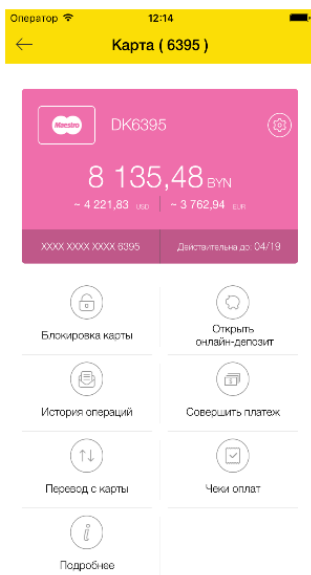 Оператор 12:14
Карта ( 6395 )
Maestro DK6395
8 135,48 BYN
~ 4 221,83 USD ~ 3 762,94 EUR
XXXX XXXX XXXX 6395 Действительна до: 04/19
Блокировка карты
Открыть
онлайн-депозит
История операций
Совершить платеж
Перевод с карты
Чеки оплат
Подробнее